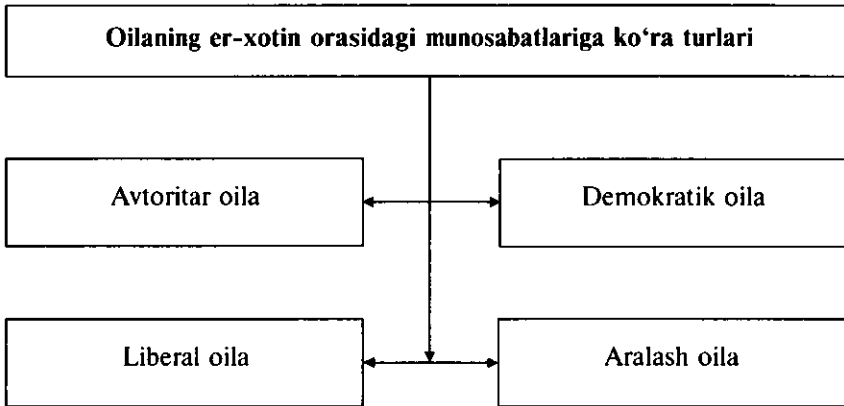 Oilaning er-xotin orasidagi munosabatlariga ko‘ra turlari
Avtoritar oila
Demokratik oila
Liberal oila
Aralash oila